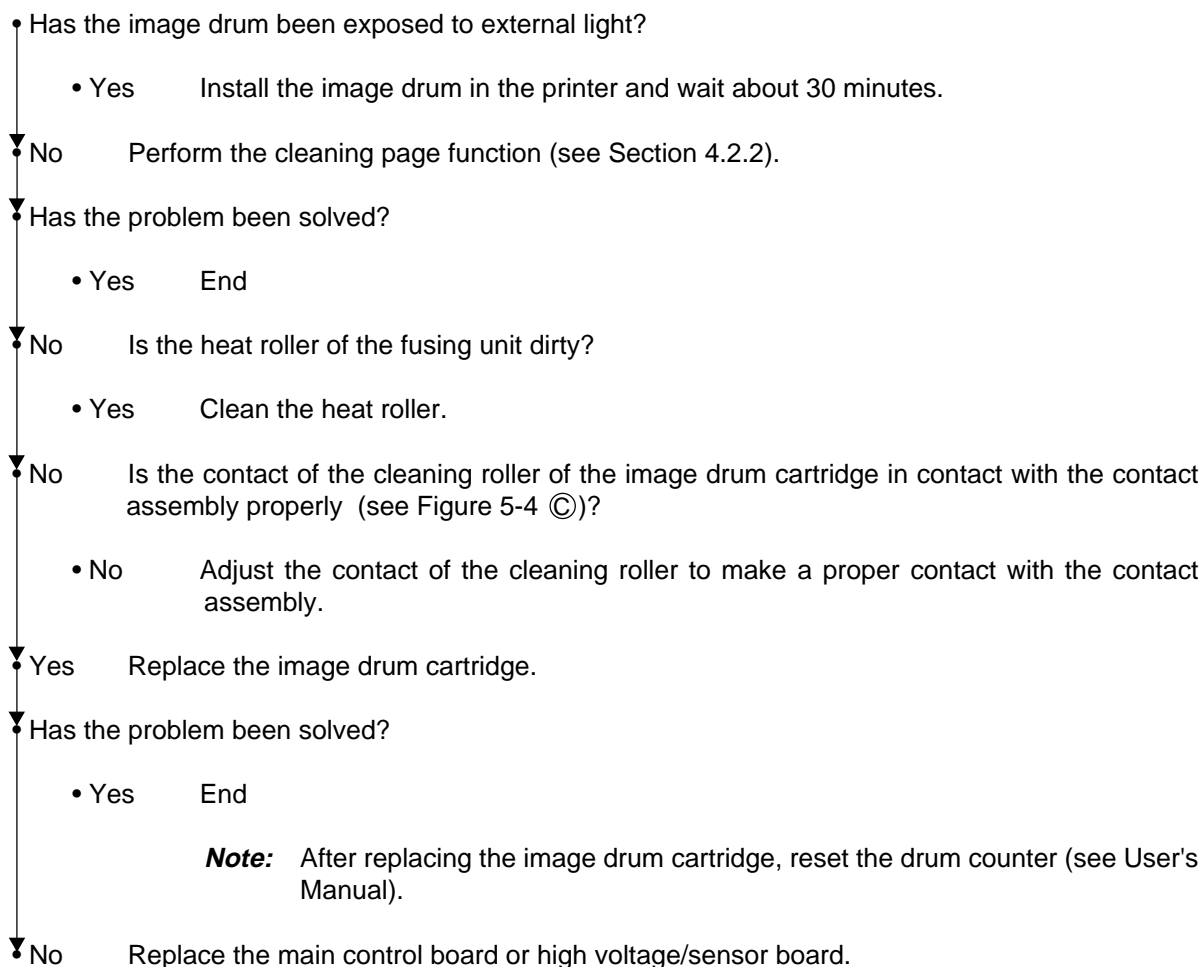 • Has the image drum been exposed to external light?
• Yes Install the image drum in the printer and wait about 30 minutes.
• No Perform the cleaning page function (see Section 4.2.2).
• Has the problem been solved?
• Yes End
• No Is the heat roller of the fusing unit dirty?
• Yes Clean the heat roller.
• No Is the contact of the cleaning roller of the image drum cartridge in contact with the contact
assembly properly (see Figure 5-4 Ⓒ)?
• No Adjust the contact of the cleaning roller to make a proper contact with the contact
assembly.
• Yes Replace the image drum cartridge.
• Has the problem been solved?
• Yes End
Note: After replacing the image drum cartridge, reset the drum counter (see User's
Manual).
• No Replace the main control board or high voltage/sensor board.